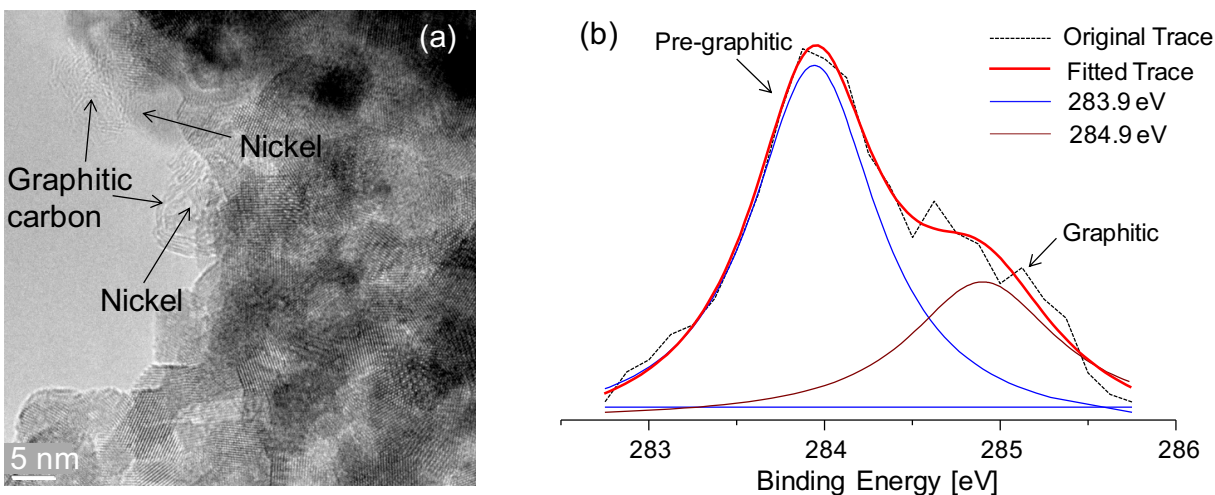 (a)
Graphitic
carbon
Nickel
Nickel
5 nm
(b)
Pre-graphitic
Graphitic
Original Trace
Fitted Trace
283.9 eV
284.9 eV
283
284
285
286
Binding Energy [eV]